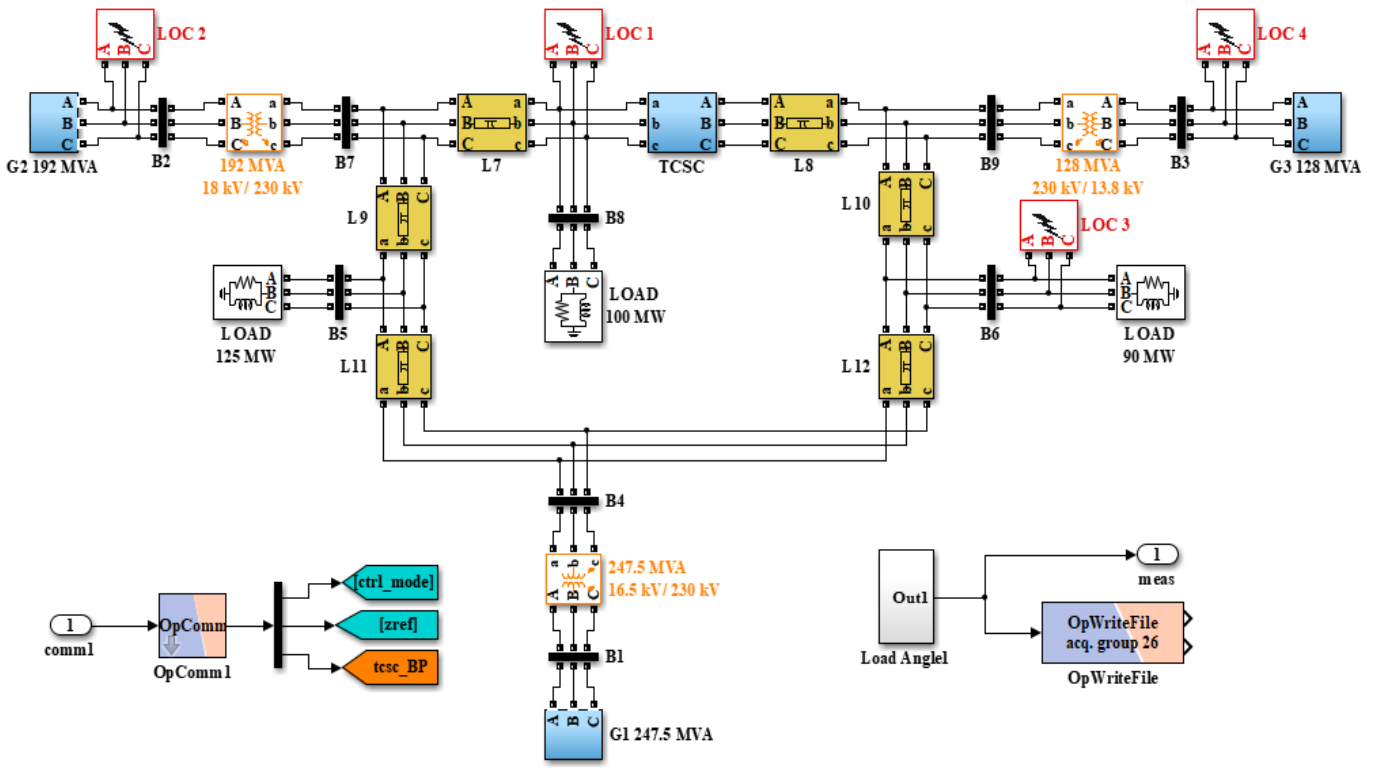 LOC 2
A B C
LOC 1
A B C
LOC 4
A B C
A
B
C
G2 192 MVA
B2
A a
B b
C c
192 MVA
18 kV/ 230 kV
B7
A a
B b
C c
L7
a A
b B
c C
TCSC
A a
B b
C c
L8
B9
a A
b B
c C
128 MVA
230 kV/ 13.8 kV
B3
A
B
C
G3 128 MVA
L9
A B C
a b c
B8
L10
A B C
a b c
LOC 3
A B C
A
B
C
LOAD
125 MW
B5
A B C
LOAD
100 MW
B6
A
B
C
LOAD
90 MW
L11
A B C
a b c
L12
A B C
a b c
B4
a b c
A B C
247.5 MVA
16.5 kV/ 230 kV
B1
A B C
G1 247.5 MVA
1
comm1
OpComm
OpComm1
[ctrl_mode]
[zref]
tcsc_BP
Out1
Load Angle1
1
meas
OpWriteFile
acq. group 26
OpWriteFile